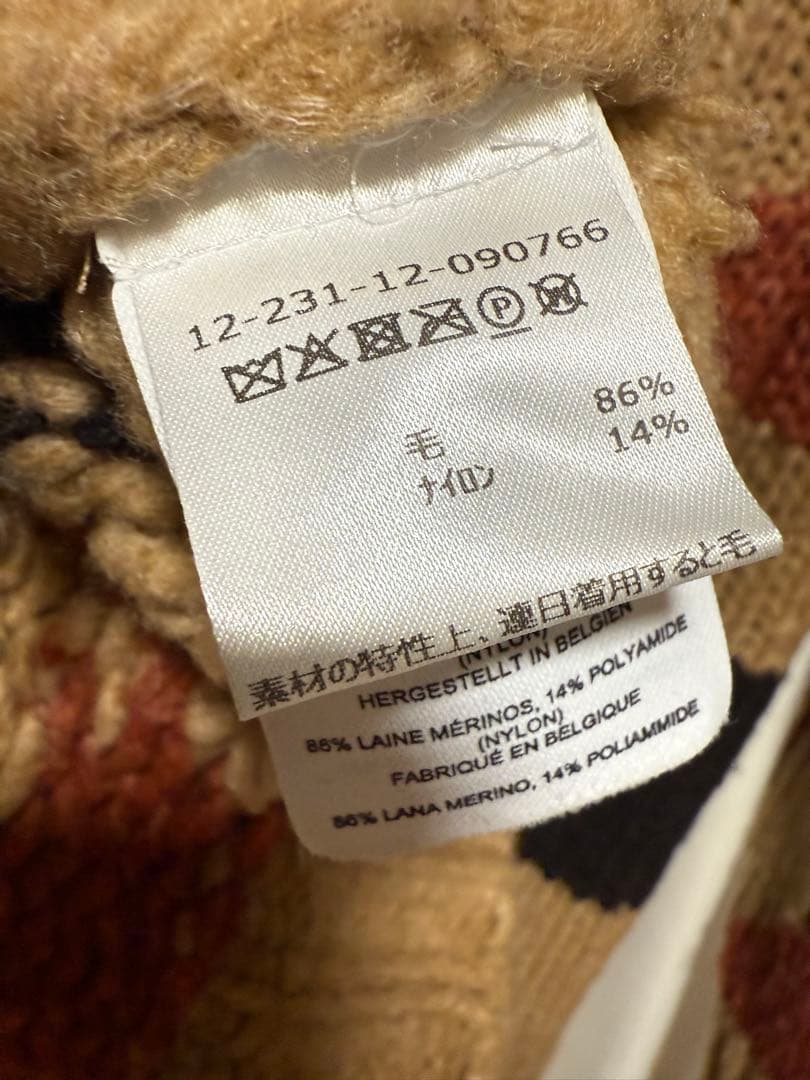 12-231-12-090766
P W
毛 86%
ナイロン 14%
素材の特性上、連日着用すると毛
(NYLON)
HERGESTELLT IN BELGIEN
86% LAINE MÉRINOS, 14% POLYAMIDE
(NYLON)
FABRIQUÉ EN BELGIQUE
86% LANA MERINO, 14% POLIAMMIDE